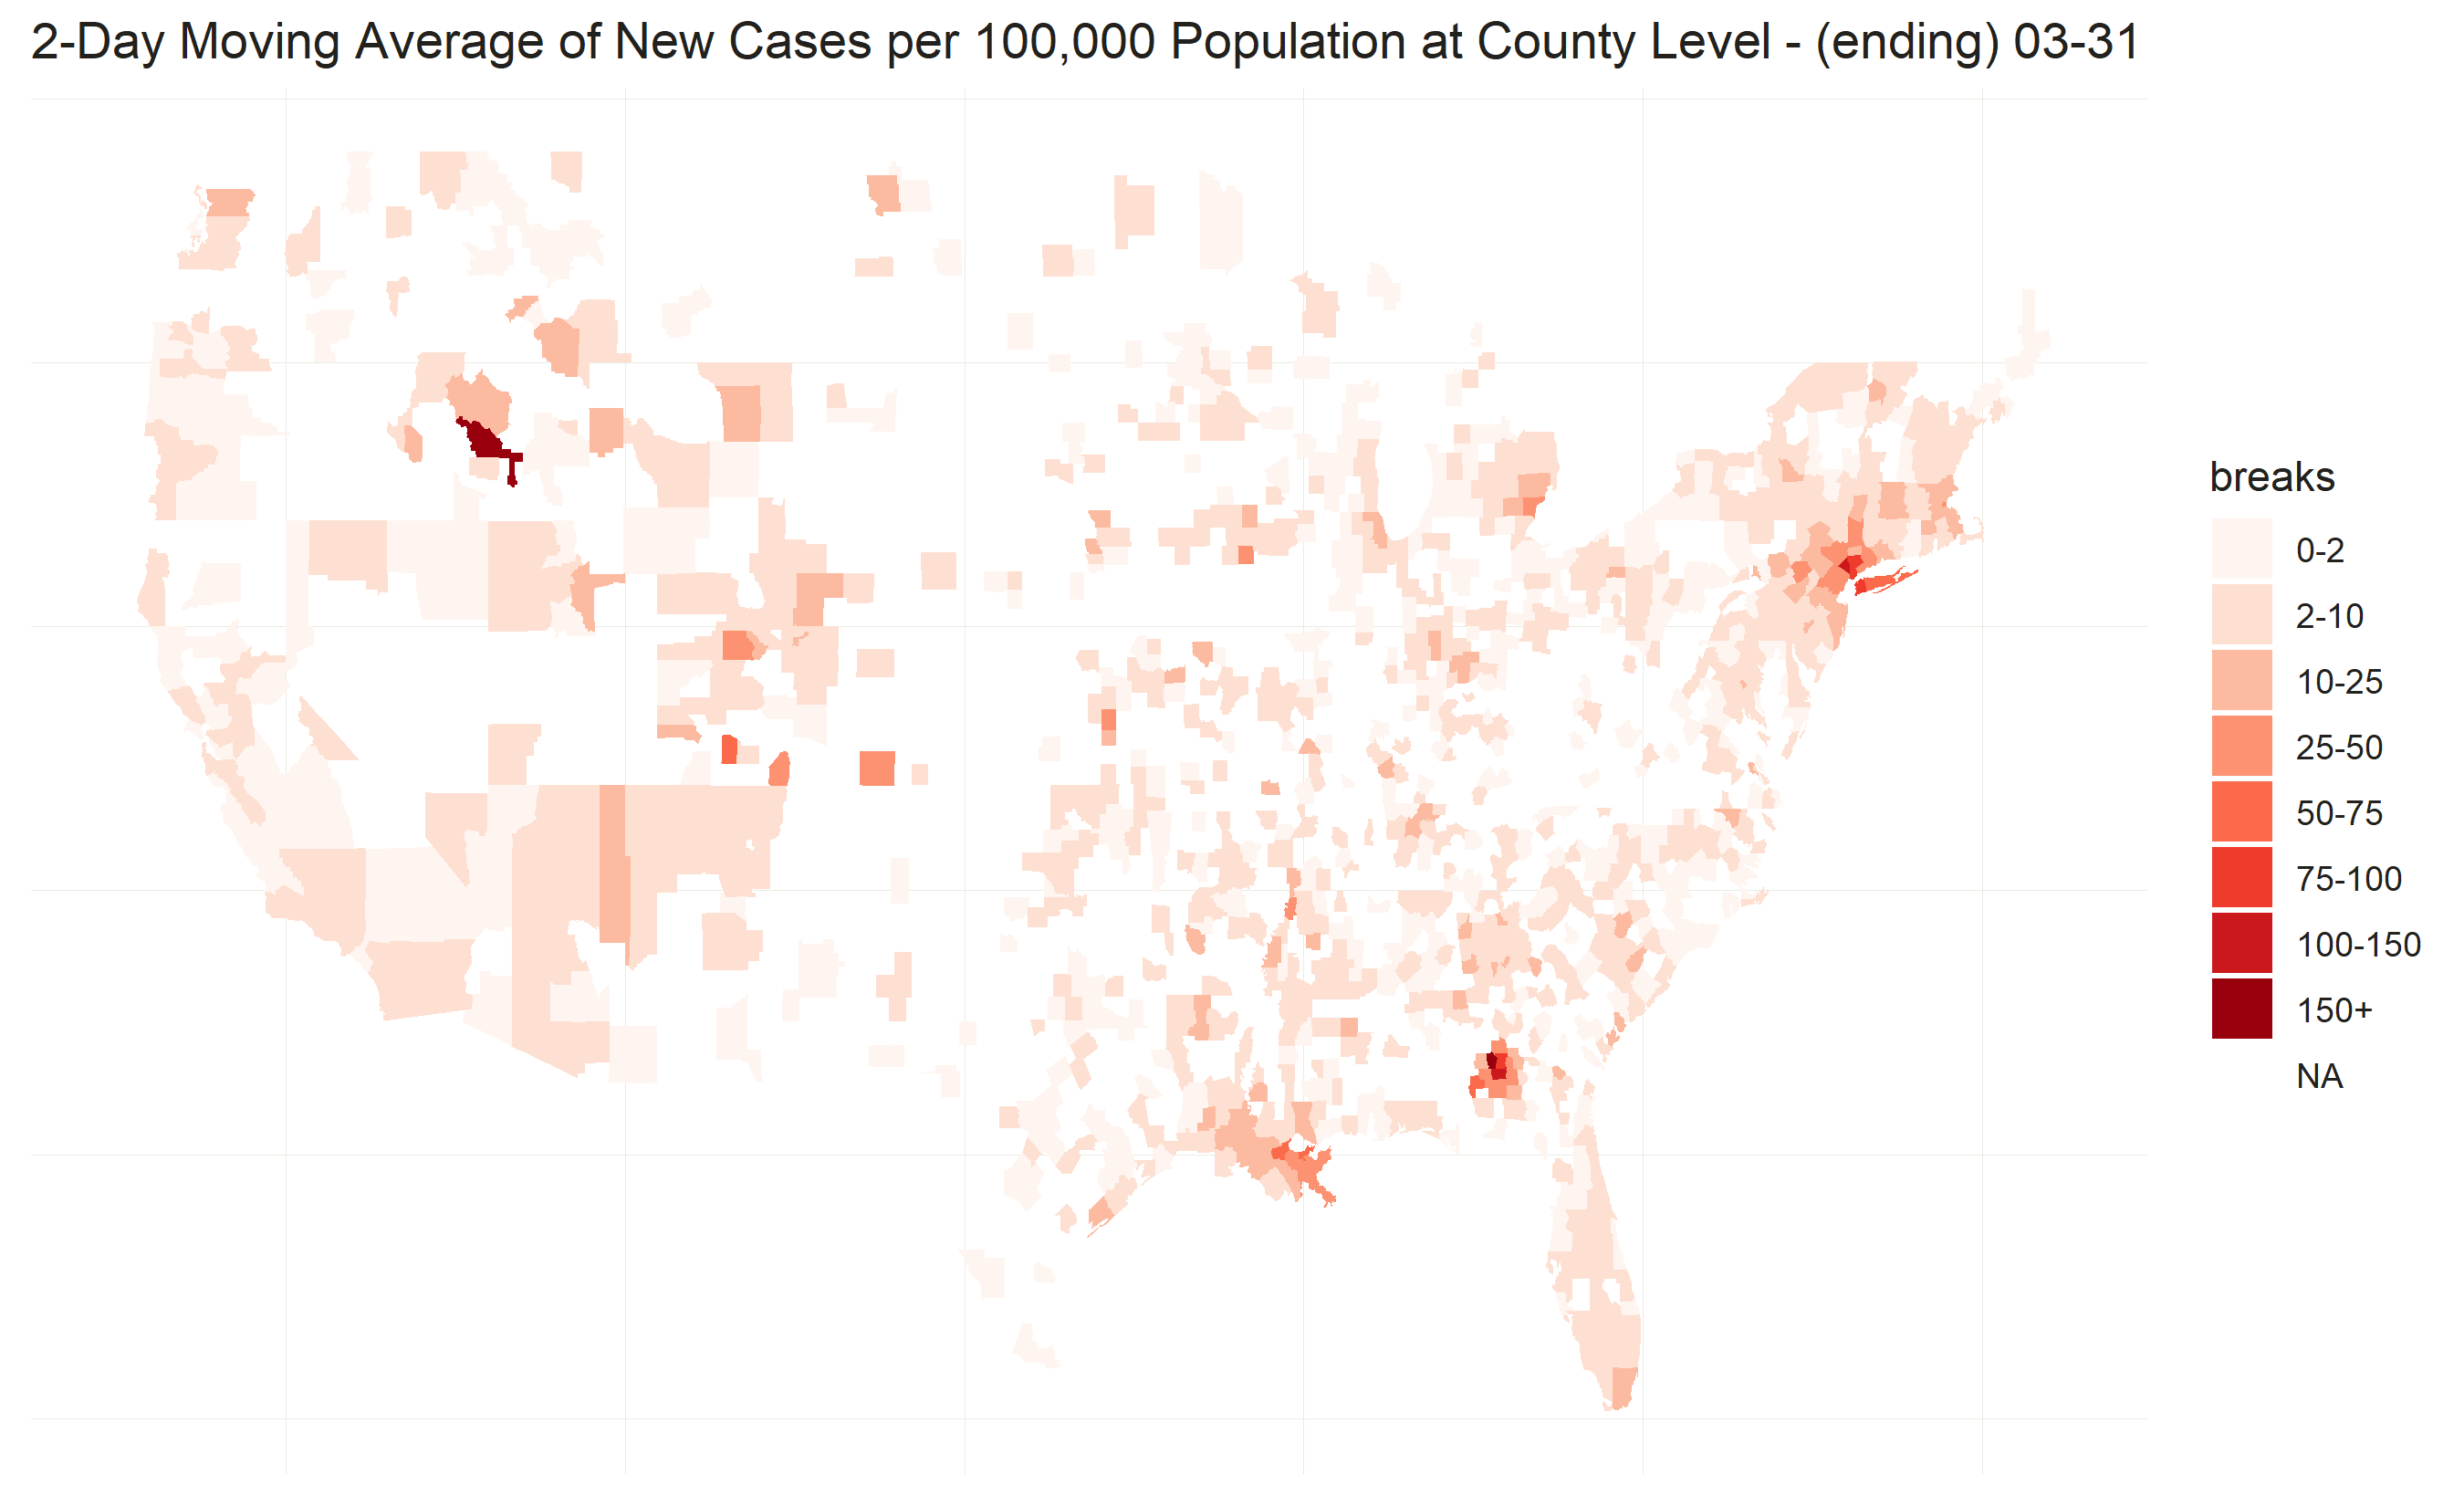 2-Day Moving Average of New Cases per 100,000 Population at County Level - (ending) 03-31
breaks
0-2
2-10
10-25
25-50
50-75
75-100
100-150
150+
NA